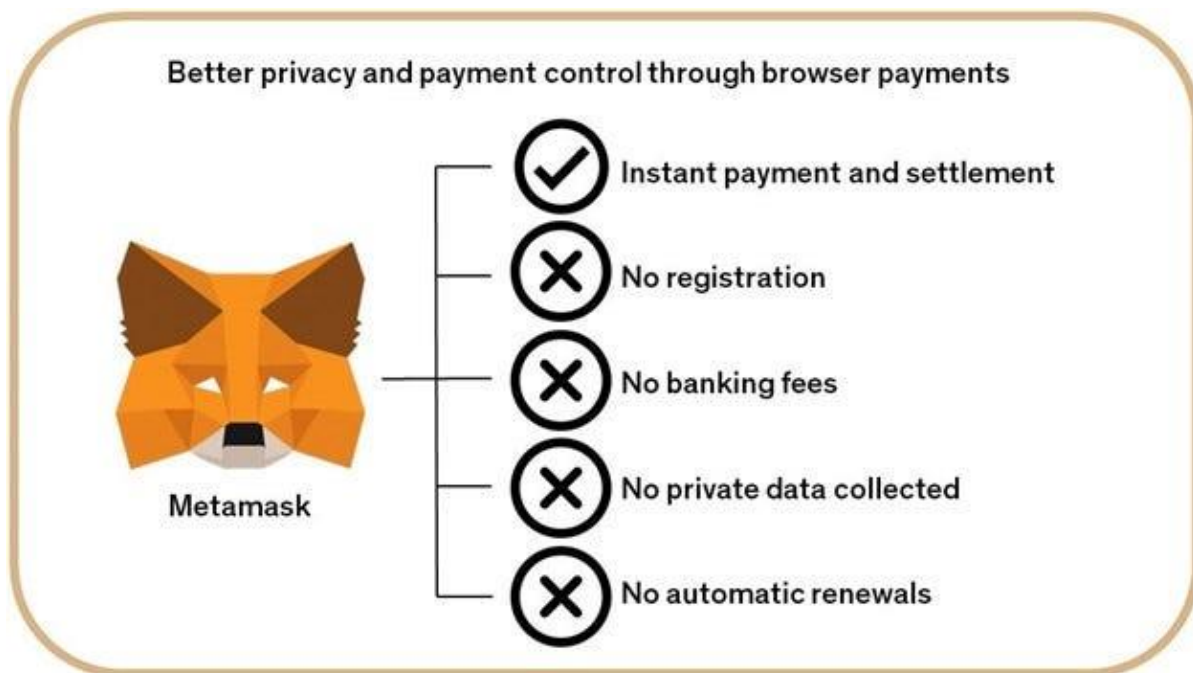 Better privacy and payment control through browser payments
Instant payment and settlement
No registration
No banking fees
No private data collected
Metamask
No automatic renewals